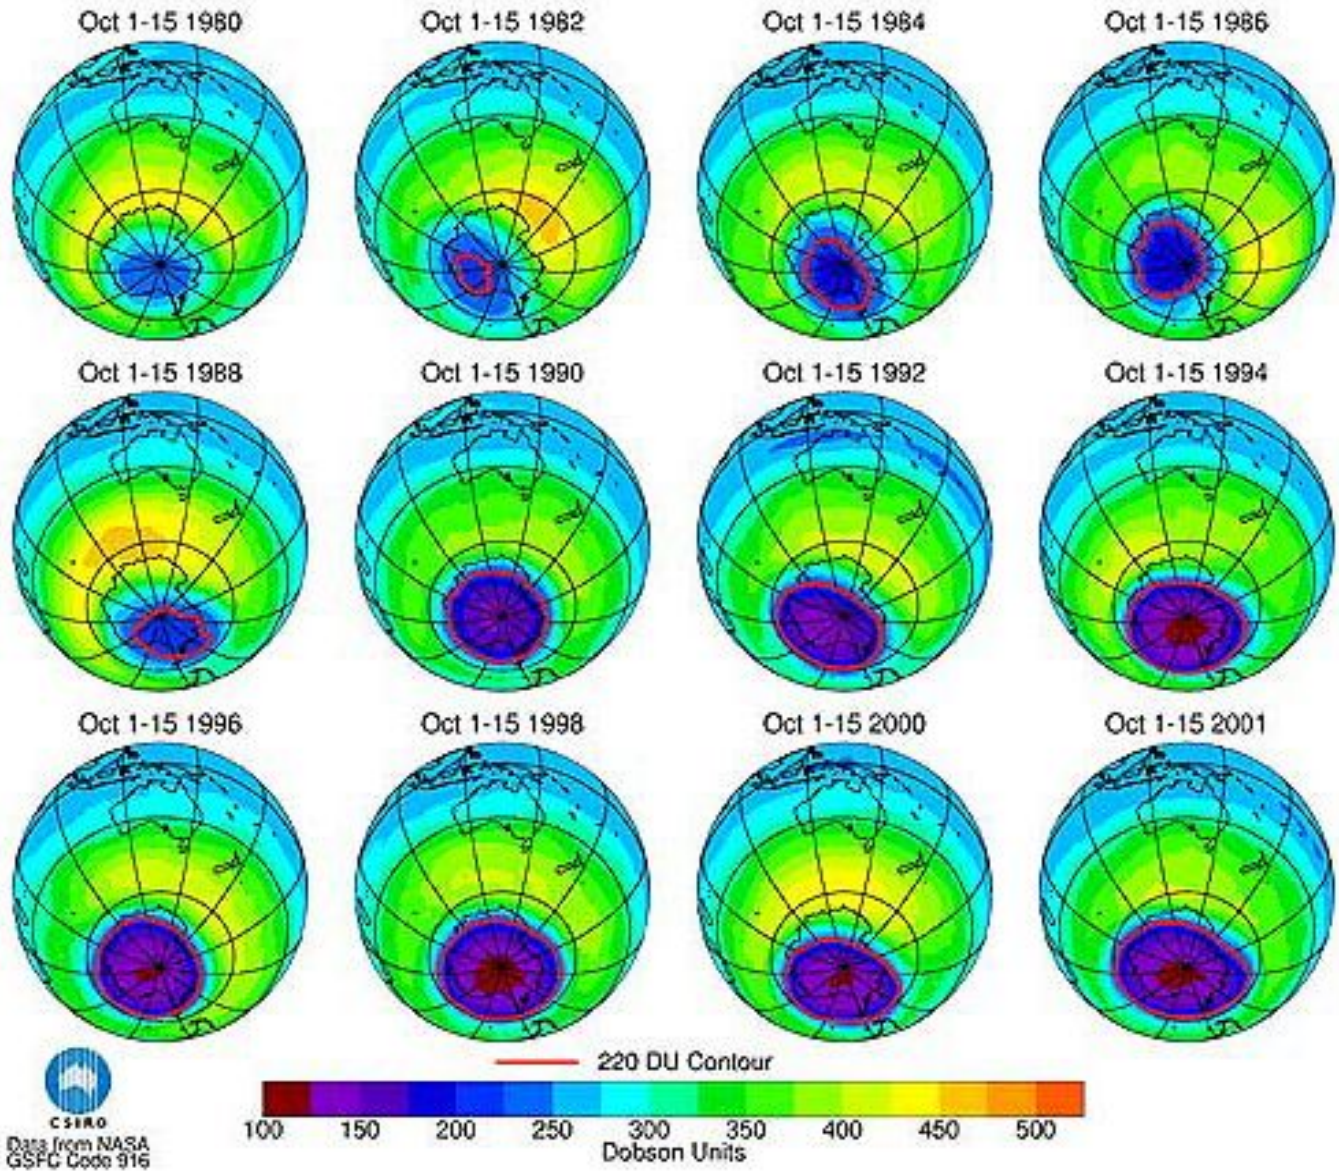 Oct 1-15 1980 Oct 1-15 1982 Oct 1-15 1984 Oct 1-15 1986
Oct 1-15 1988 Oct 1-15 1990 Oct 1-15 1992 Oct 1-15 1994
Oct 1-15 1996 Oct 1-15 1998 Oct 1-15 2000 Oct 1-15 2001
220 DU Contour
100 150 200 250 300 350 400 450 500
Dobson Units
CSIRO
Data from NASA
GSFC Code 916